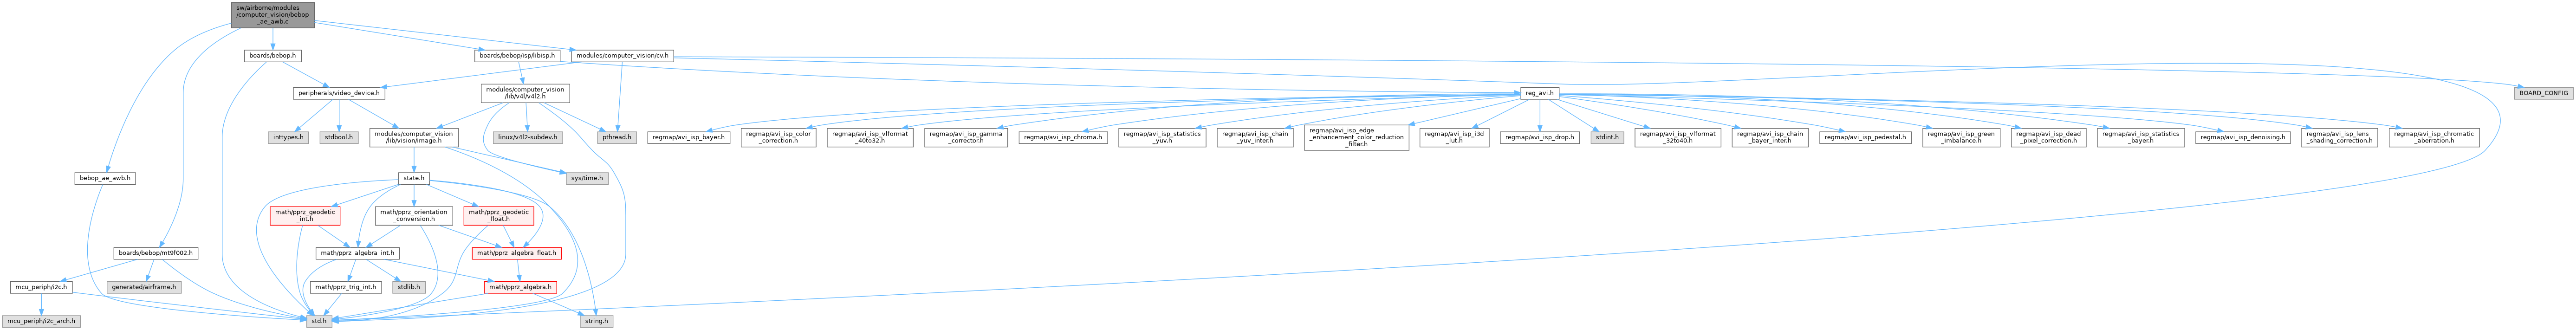 sw/airborne/modules
/computer_vision/bebop
_ae_awb.c
boards/bebop.h
boards/bebop/isp/libisp.h
modules/computer_vision/cv.h
peripherals/video_device.h
modules/computer_vision
/lib/v4l/v4l2.h
reg_avi.h
BOARD_CONFIG
inttypes.h
stdbool.h
modules/computer_vision
/lib/vision/image.h
linux/v4l2-subdev.h
pthread.h
regmap/avi_isp_bayer.h
regmap/avi_isp_color
_correction.h
regmap/avi_isp_vlformat
_40to32.h
regmap/avi_isp_gamma
_corrector.h
regmap/avi_isp_chroma.h
regmap/avi_isp_statistics
_yuv.h
regmap/avi_isp_chain
_yuv_inter.h
regmap/avi_isp_edge
_enhancement_color_reduction
_filter.h
regmap/avi_isp_i3d
_lut.h
regmap/avi_isp_drop.h
stdint.h
regmap/avi_isp_vlformat
_32to40.h
regmap/avi_isp_chain
_bayer_inter.h
regmap/avi_isp_pedestal.h
regmap/avi_isp_green
_imbalance.h
regmap/avi_isp_dead
_pixel_correction.h
regmap/avi_isp_statistics
_bayer.h
regmap/avi_isp_denoising.h
regmap/avi_isp_lens
_shading_correction.h
regmap/avi_isp_chromatic
_aberration.h
bebop_ae_awb.h
state.h
sys/time.h
math/pprz_geodetic
_int.h
math/pprz_orientation
_conversion.h
math/pprz_geodetic
_float.h
boards/bebop/mt9f002.h
math/pprz_algebra_int.h
math/pprz_algebra_float.h
mcu_periph/i2c.h
generated/airframe.h
math/pprz_trig_int.h
stdlib.h
math/pprz_algebra.h
mcu_periph/i2c_arch.h
std.h
string.h